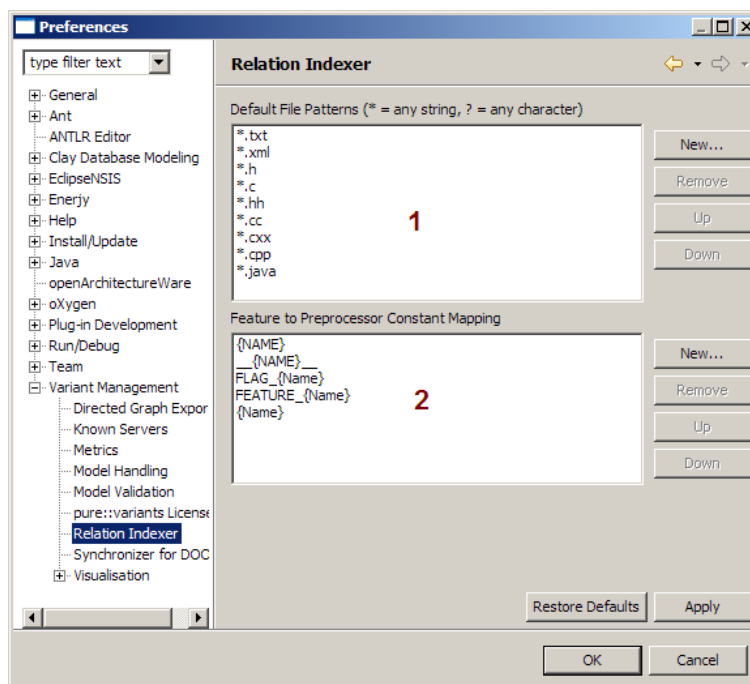 Preferences
type filter text
General
Ant
ANTLR Editor
Clay Database Modeling
EclipseNSIS
Enerjy
Help
Install/Update
Java
openArchitectureWare
oXygen
Plug-in Development
Run/Debug
Team
Variant Management
Directed Graph Expor
Known Servers
Metrics
Model Handling
Model Validation
pure::variants License
Relation Indexer
Synchronizer for DOO
Visualisation
Relation Indexer
Default File Patterns (* = any string, ? = any character)
*.txt
*.xml
*.h
*.c
*.hh
*.cc
*.cxx
*.cpp
*.java
1
New...
Remove
Up
Down
Feature to Preprocessor Constant Mapping
{NAME}
__{NAME}__
FLAG_{Name}
FEATURE_{Name}
{Name}
2
New...
Remove
Up
Down
Restore Defaults
Apply
OK
Cancel